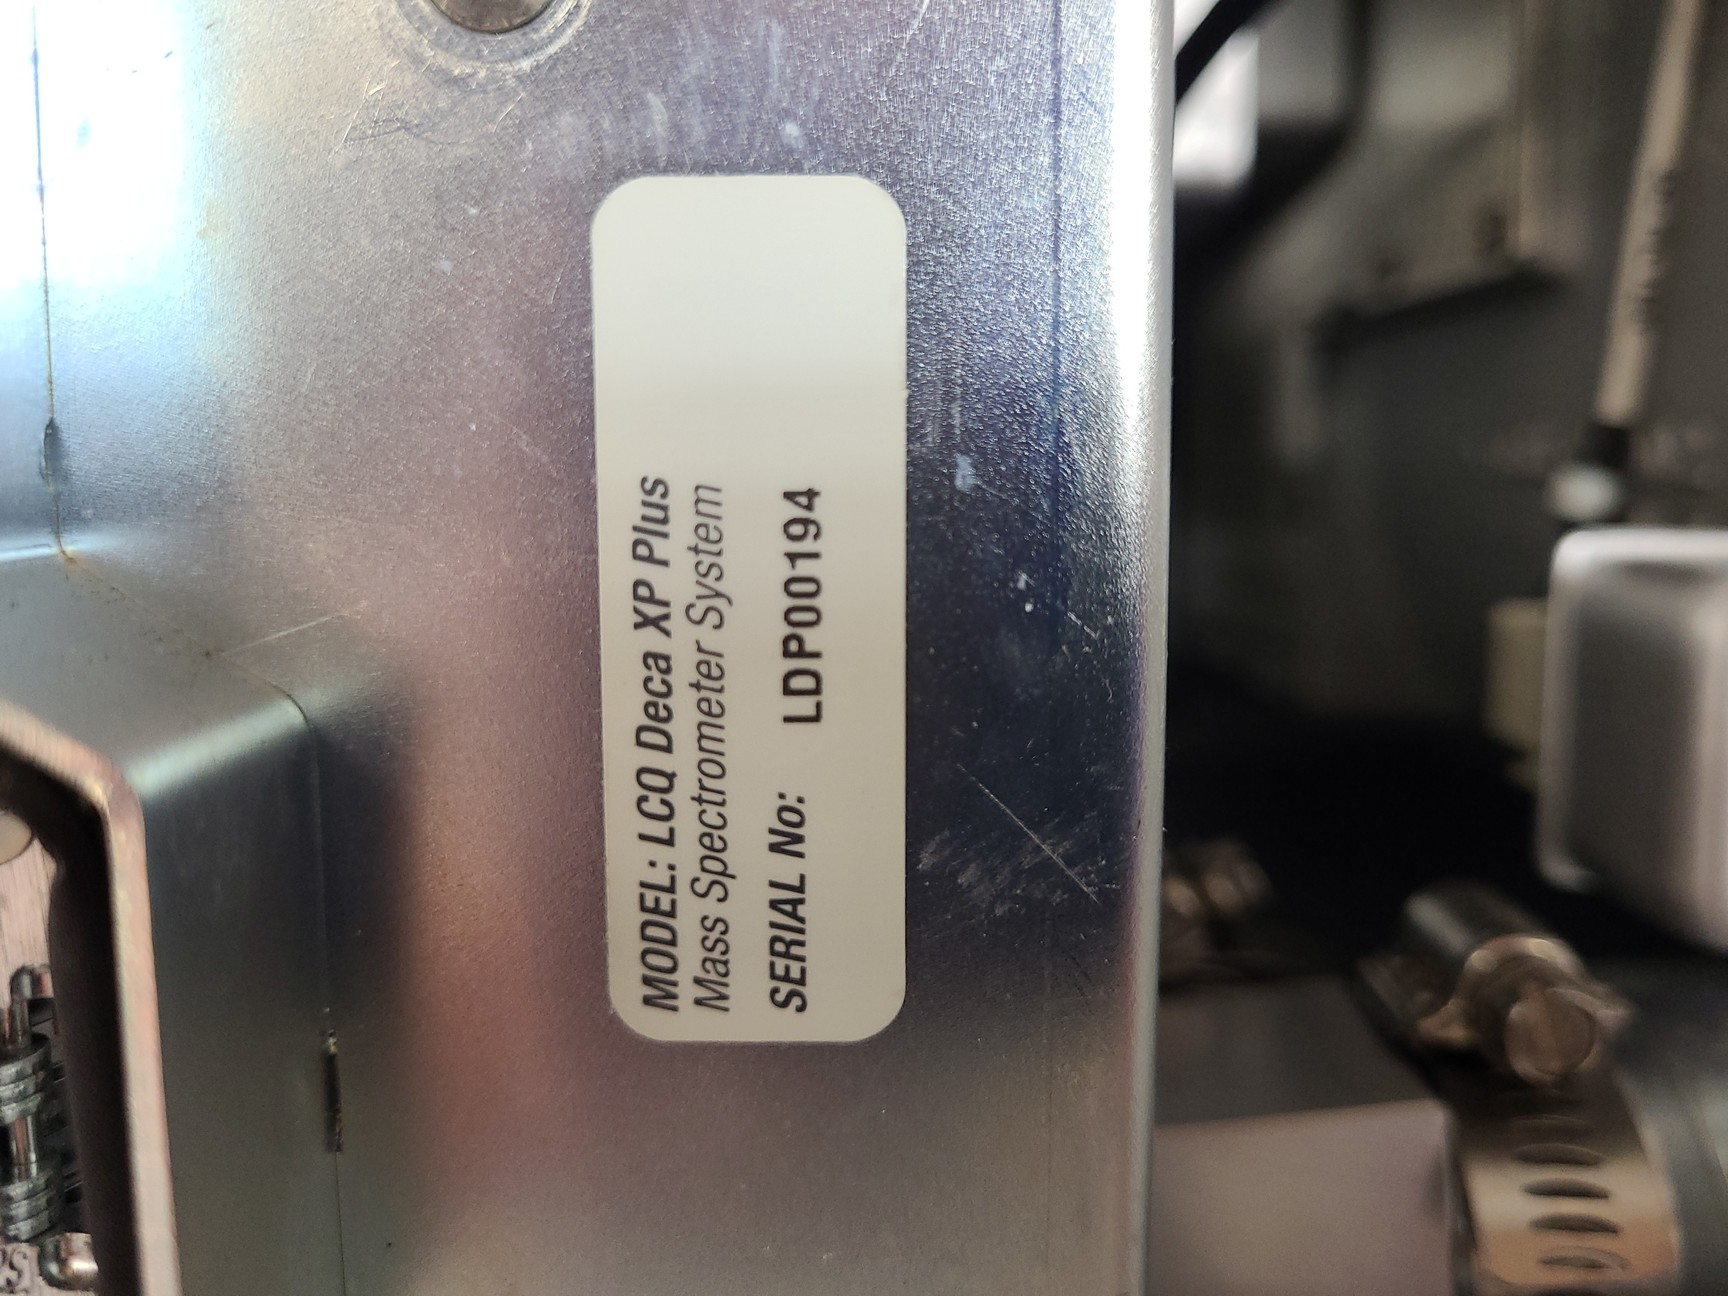 MODEL: LCQ Deca XP Plus
Mass Spectrometer System
SERIAL No: LDP00194